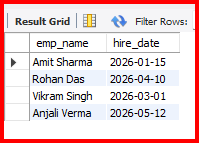 Result Grid Filter Rows:
emp_name hire_date
Amit Sharma 2026-01-15
Rohan Das 2026-04-10
Vikram Singh 2026-03-01
Anjali Verma 2026-05-12